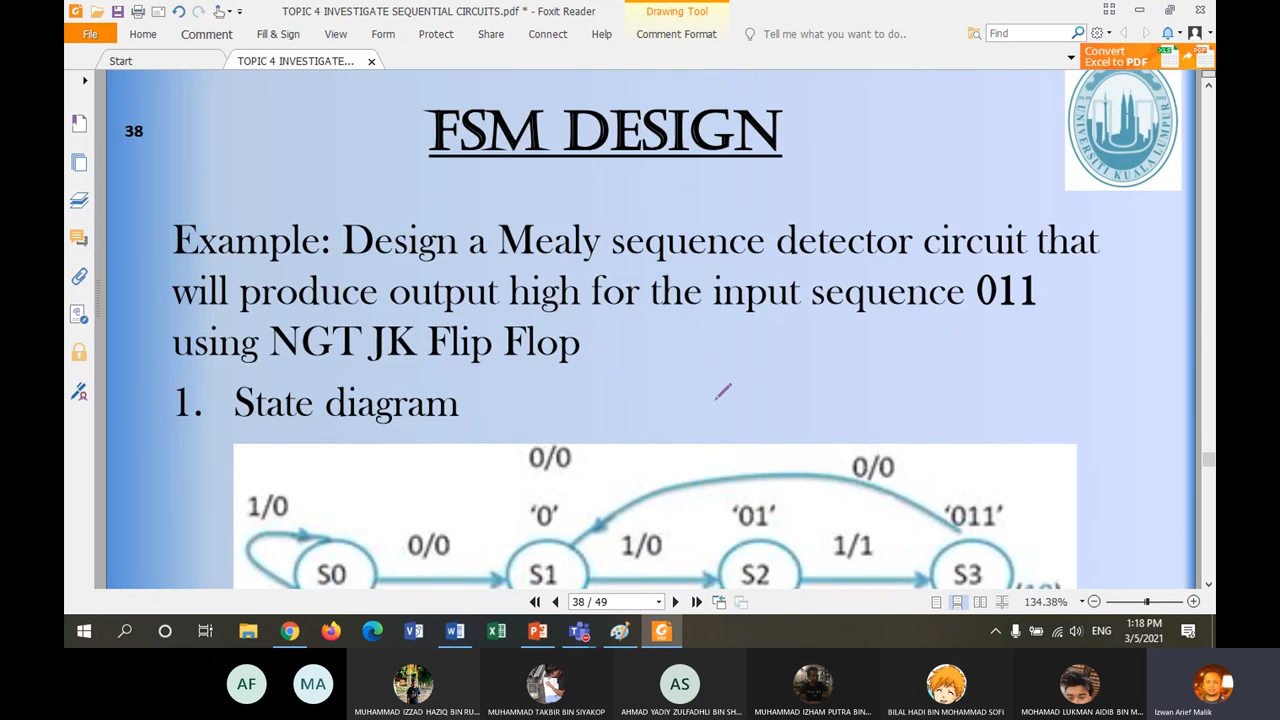 TOPIC 4 INVESTIGATE SEQUENTIAL CIRCUITS.pdf * - Foxit Reader
Drawing Tool
File Home Comment Fill & Sign View Form Protect Share Connect Help Comment Format Tell me what you want to do.. Find
Start TOPIC 4 INVESTIGATE... Convert
Excel to PDF
38
FSM DESIGN
UNIVERSITI KUALA LUMPUR
Example: Design a Mealy sequence detector circuit that
will produce output high for the input sequence 011
using NGT JK Flip Flop
1. State diagram
0/0 0/0
1/0 '0' '01' '011'
0/0 1/0 1/1
S0 S1 S2 S3
38 / 49 134.38%
ENG 1:18 PM
3/5/2021
AF MA AS
MUHAMMAD IZZAD HAZIQ BIN RU... MUHAMMAD TAKBIR BIN SIYAKOP AHMAD YADIY ZULFADHLI BIN SH... MUHAMMAD IZHAM PUTRA BIN... BILAL HADI BIN MOHAMMAD SOFI MOHAMAD LUKMAN AIDIB BIN M... Izwan Arief Malik